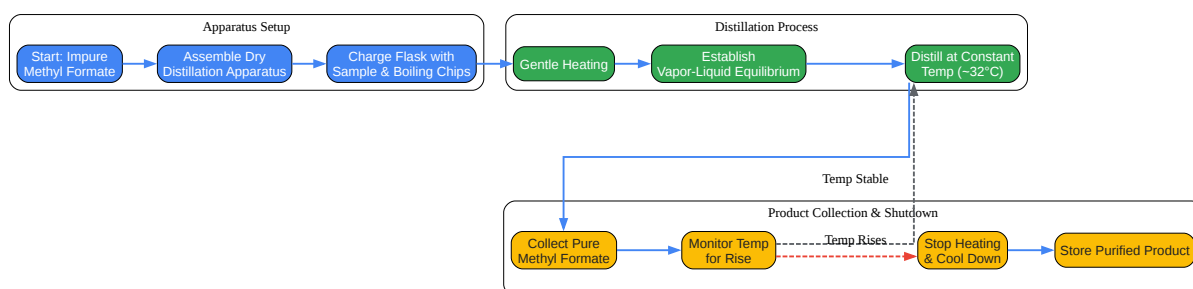 Apparatus Setup
Start: Impure
Methyl Formate
Assemble Dry
Distillation Apparatus
Charge Flask with
Sample & Boiling Chips
Distillation Process
Gentle Heating
Establish
Vapor-Liquid Equilibrium
Distill at Constant
Temp (~32°C)
Temp Stable
Product Collection & Shutdown
Collect Pure
Methyl Formate
Monitor Temp
for Rise
Temp Rises
Stop Heating
& Cool Down
Store Purified Product